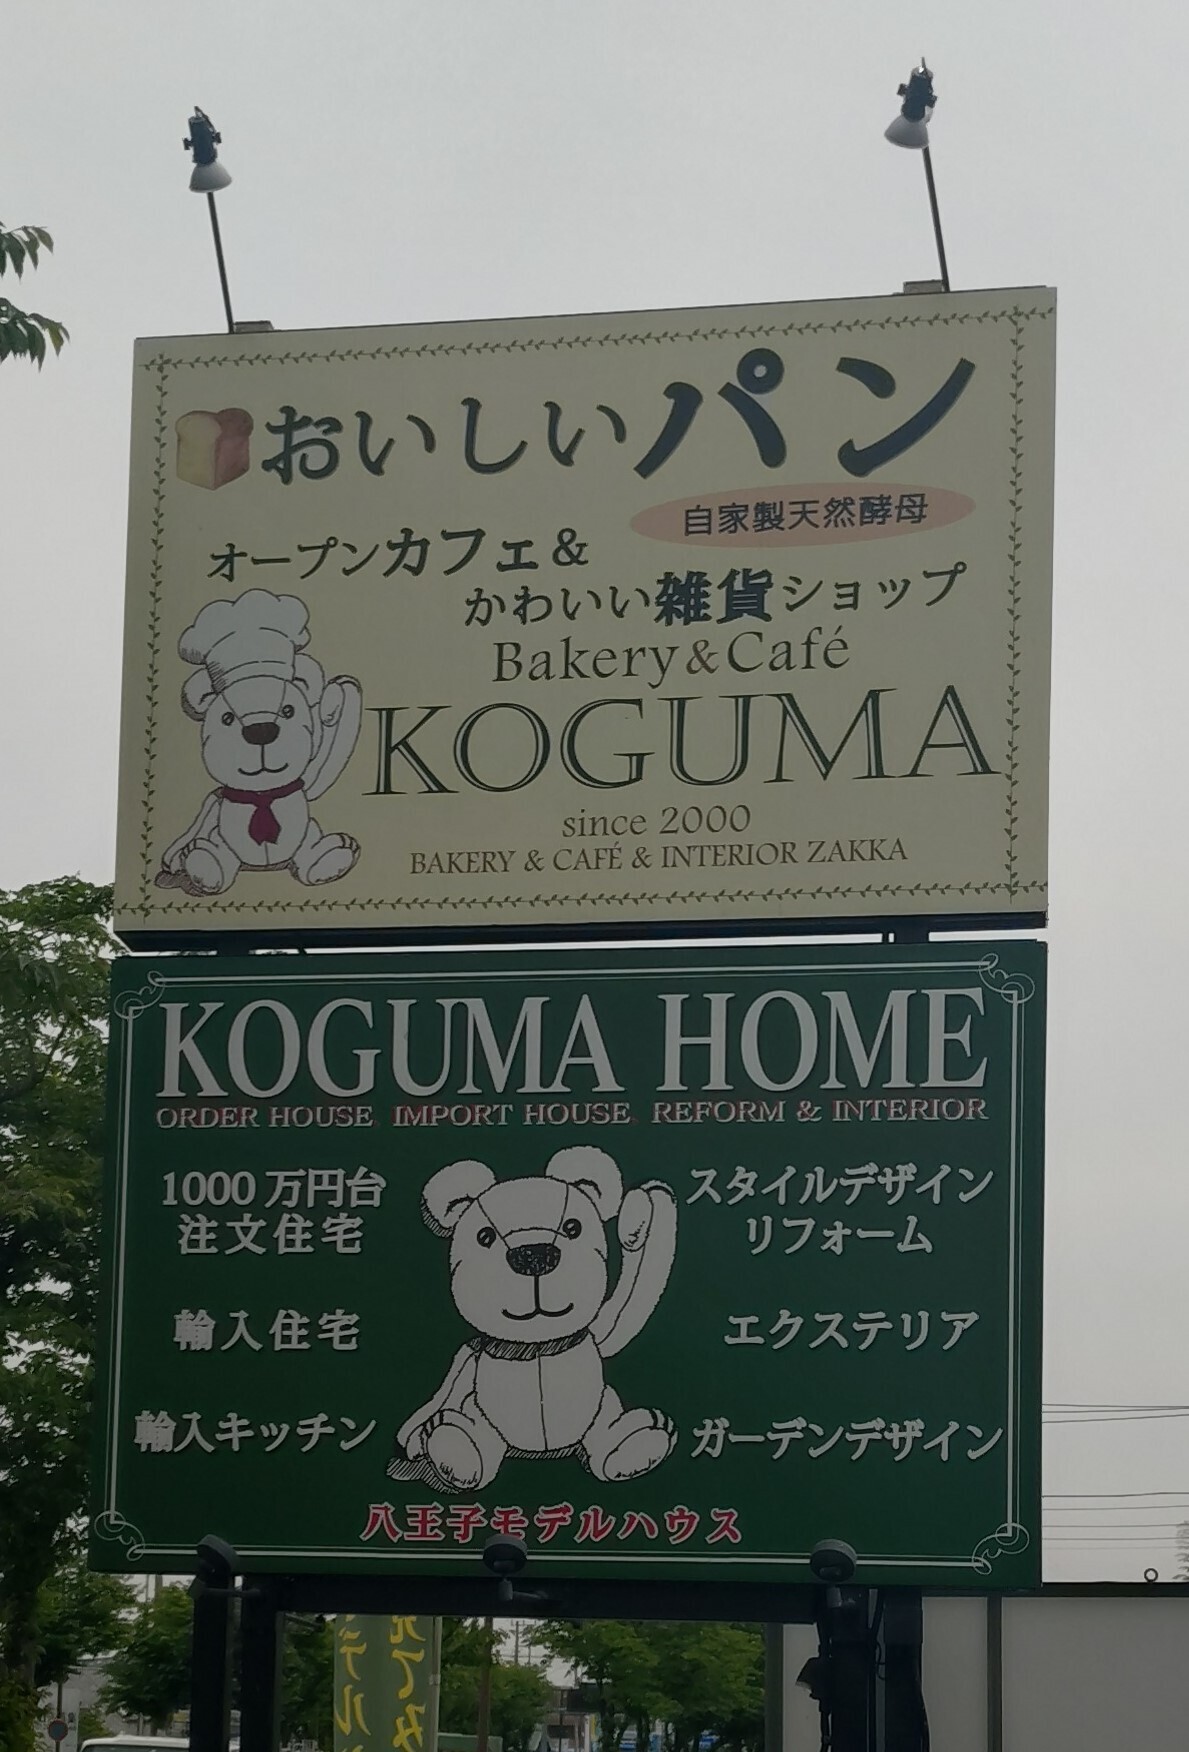 おいしいパン
自家製天然酵母
オープンカフェ&
かわいい雑貨ショップ
Bakery&Café
KOGUMA
since 2000
BAKERY & CAFÉ & INTERIOR ZAKKA
KOGUMA HOME
ORDER HOUSE, IMPORT HOUSE, REFORM & INTERIOR
1000万円台
注文住宅
輸入住宅
輸入キッチン
スタイルデザイン
リフォーム
エクステリア
ガーデンデザイン
八王子モデルハウス